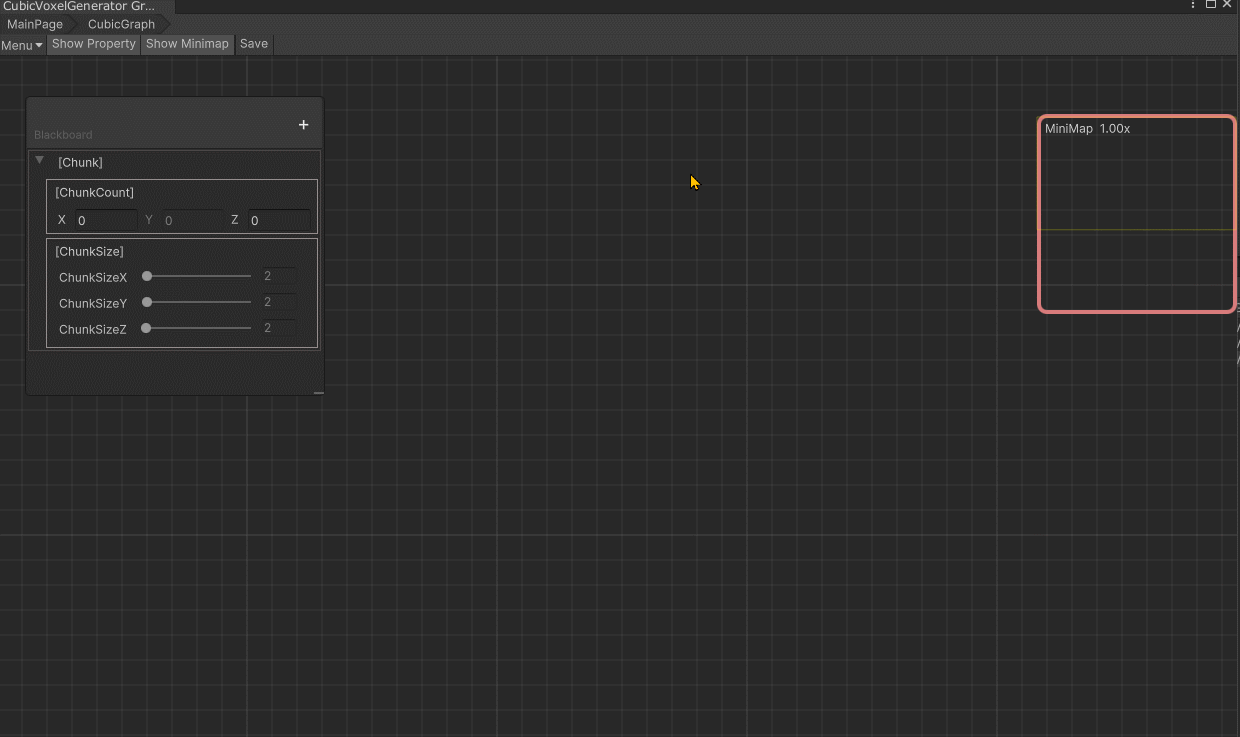 CubicVoxelGenerator Gr...
MainPage CubicGraph
Menu Show Property Show Minimap Save
Blackboard
[Chunk]
[ChunkCount]
X 0 Y 0 Z 0
[ChunkSize]
ChunkSizeX 2
ChunkSizeY 2
ChunkSizeZ 2
MiniMap 1.00x